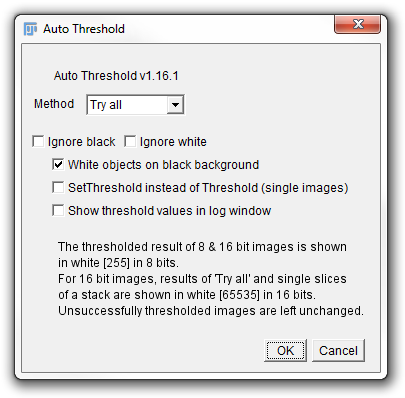 Auto Threshold
Auto Threshold v1.16.1
Method Try all
Ignore black Ignore white
White objects on black background
SetThreshold instead of Threshold (single images)
Show threshold values in log window
The thresholded result of 8 & 16 bit images is shown
in white [255] in 8 bits.
For 16 bit images, results of 'Try all' and single slices
of a stack are shown in white [65535] in 16 bits.
Unsuccessfully thresholded images are left unchanged.
OK Cancel